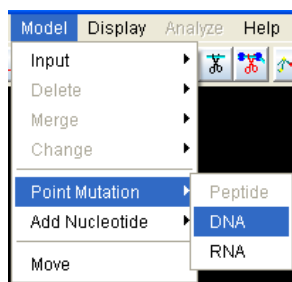 Model Display Analyze Help
Input
Delete
Merge
Change
Point Mutation Peptide
Add Nucleotide DNA
RNA
Move